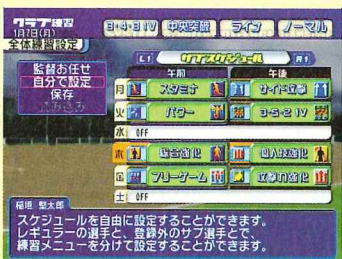 クラブ練習
1月7日(月)
3-4-3 IV 中央突破 ライン ノーマル
全体練習設定
L1 クラブスケジュール R1
監督お任せ
自分で設定
保存
午前 午後
月 スタミナ サイド攻撃
火 パワー 3-5-2 IV
水 OFF
木 総合強化 個人技強化
金 フリーゲーム 攻撃力強化
土 OFF
稲垣 堅太郎
スケジュールを自由に設定することができます。
レギュラーの選手と、登録外のサブ選手とで、
練習メニューを分けて設定することができます。